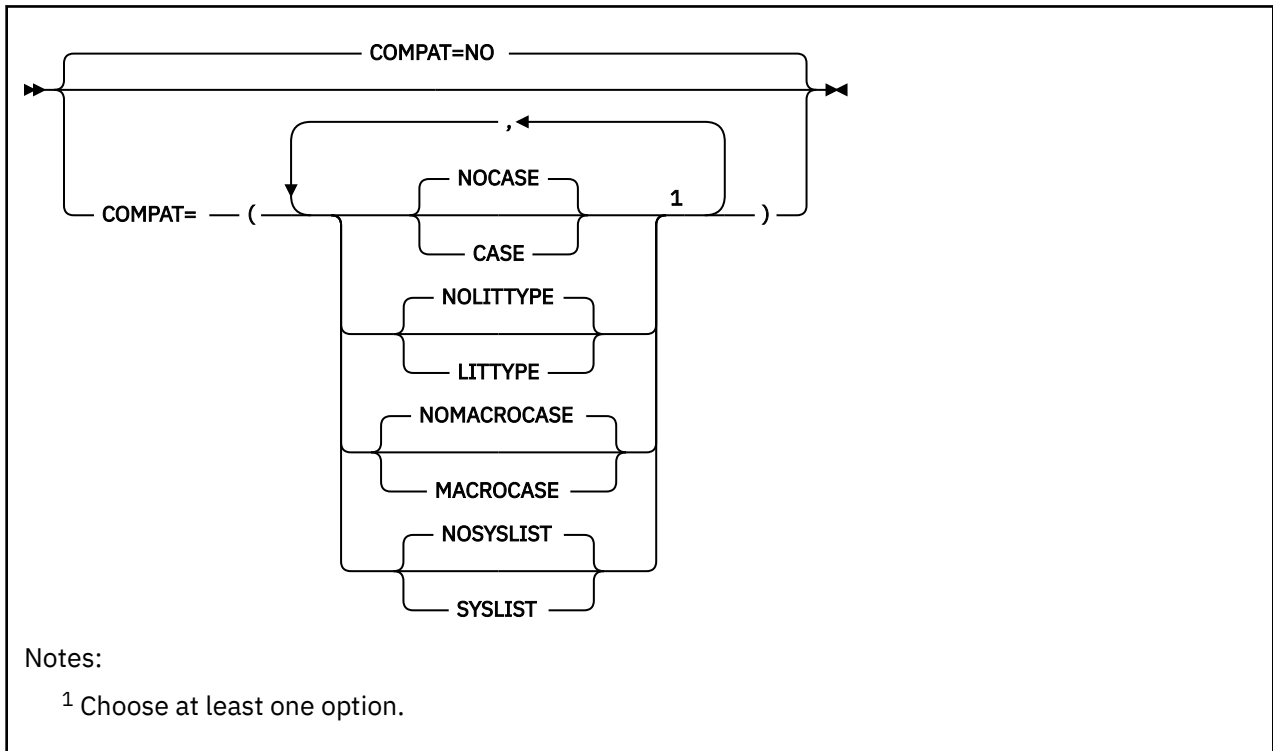 COMPAT=NO
,
NOCASE
1
COMPAT= ( )
CASE
NOLITTYPE
LITTYPE
NOMACROCASE
MACROCASE
NOSYSLIST
SYSLIST
Notes:
1 Choose at least one option.